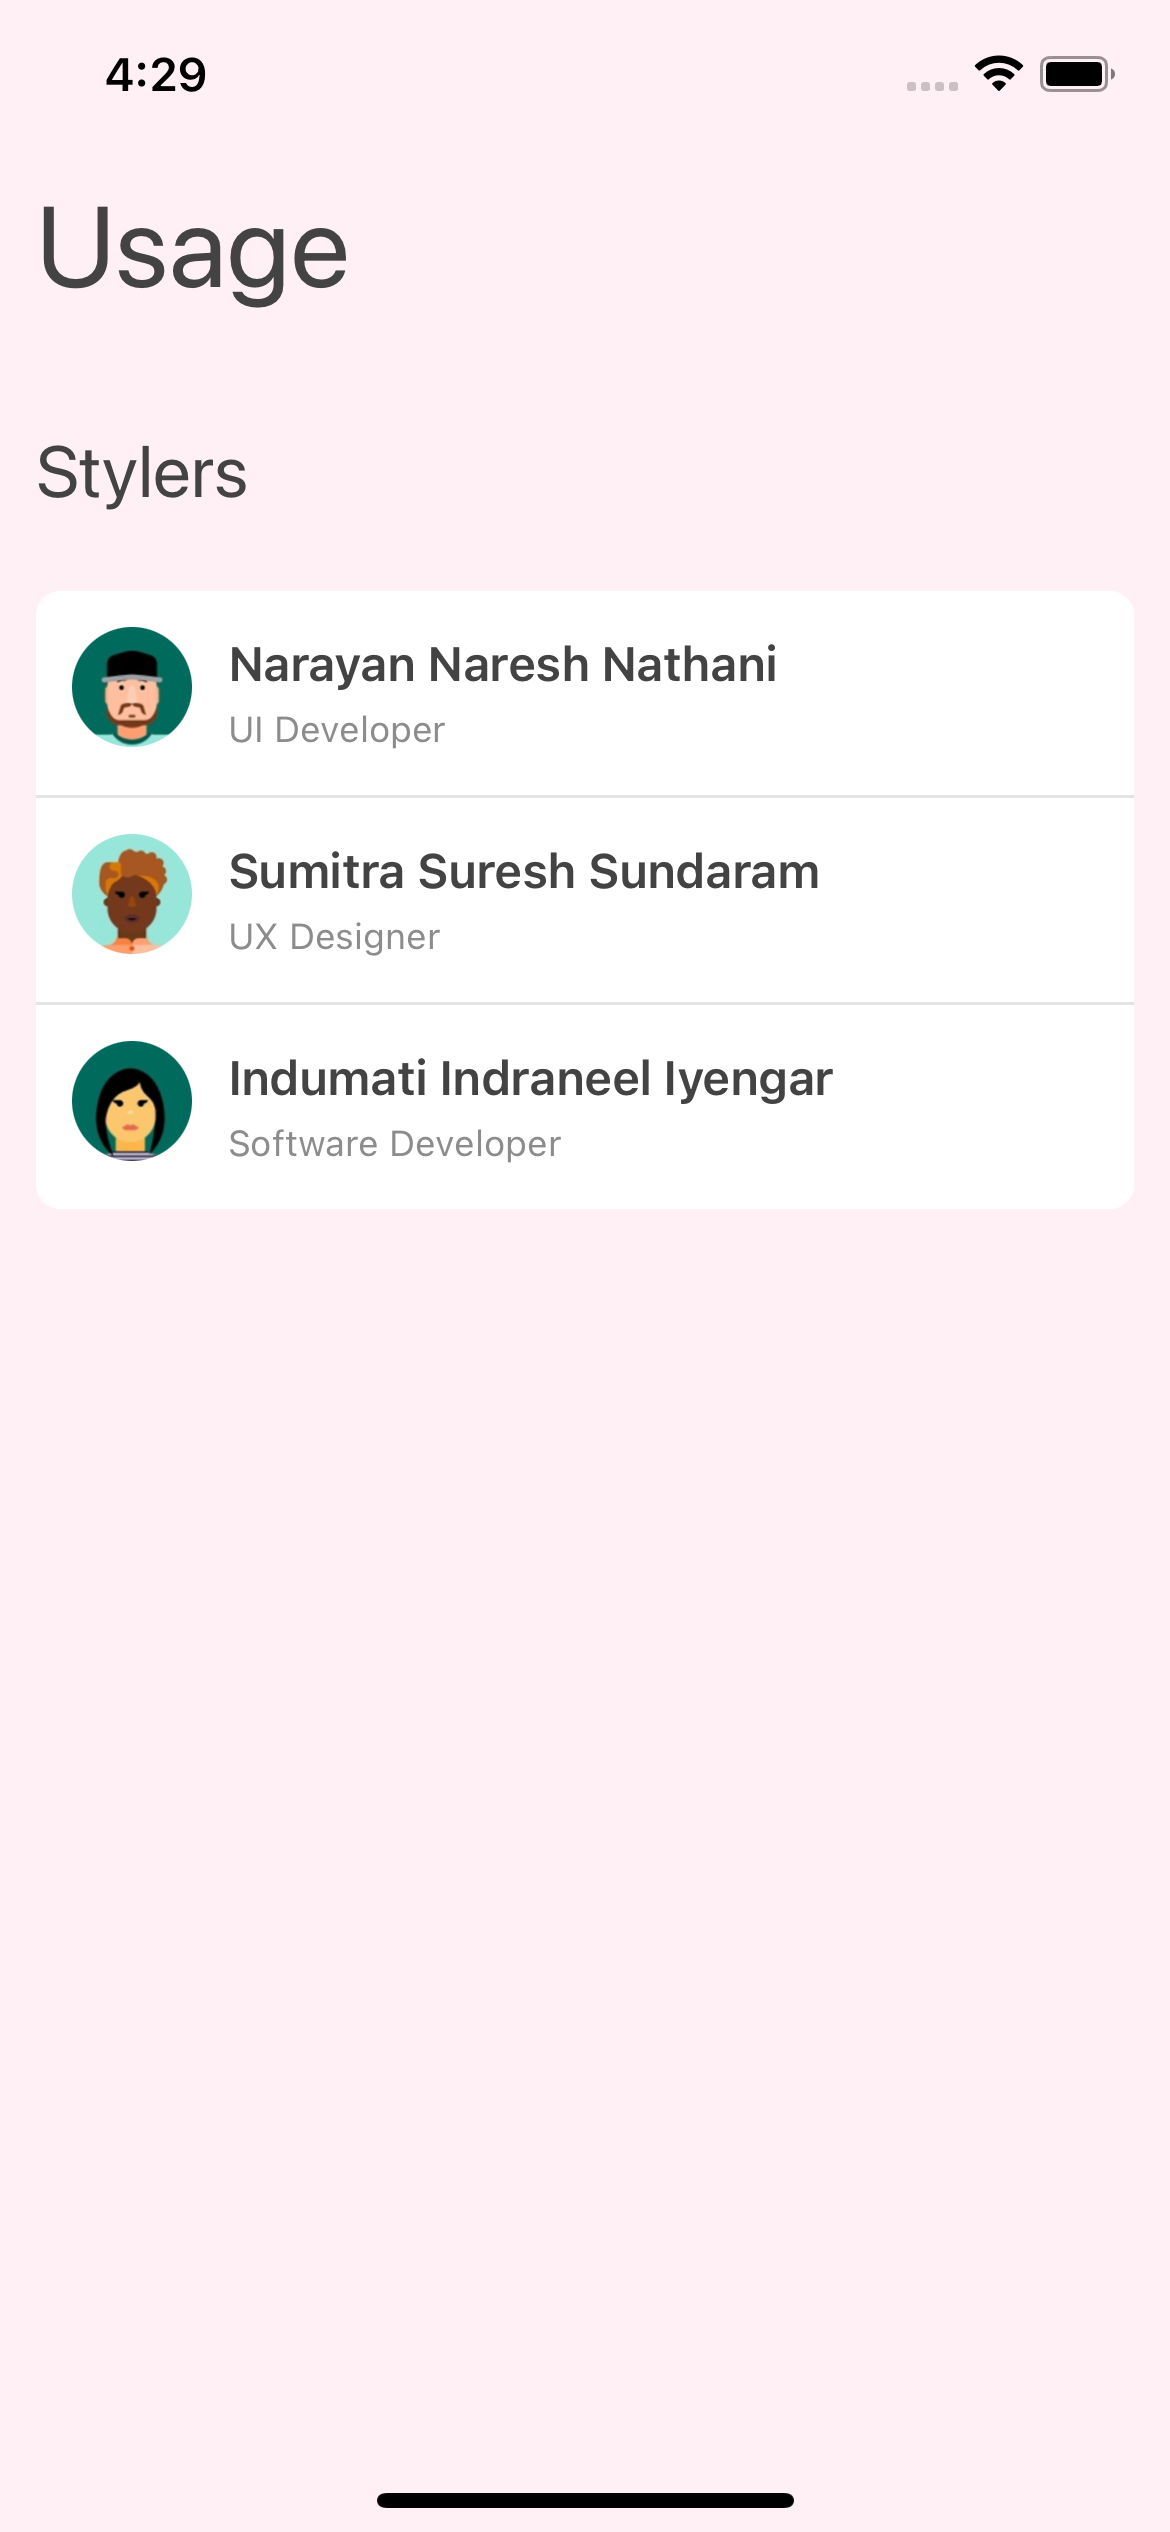 4:29
Usage
Stylers
Narayan Naresh Nathani
UI Developer
Sumitra Suresh Sundaram
UX Designer
Indumati Indraneel Iyengar
Software Developer